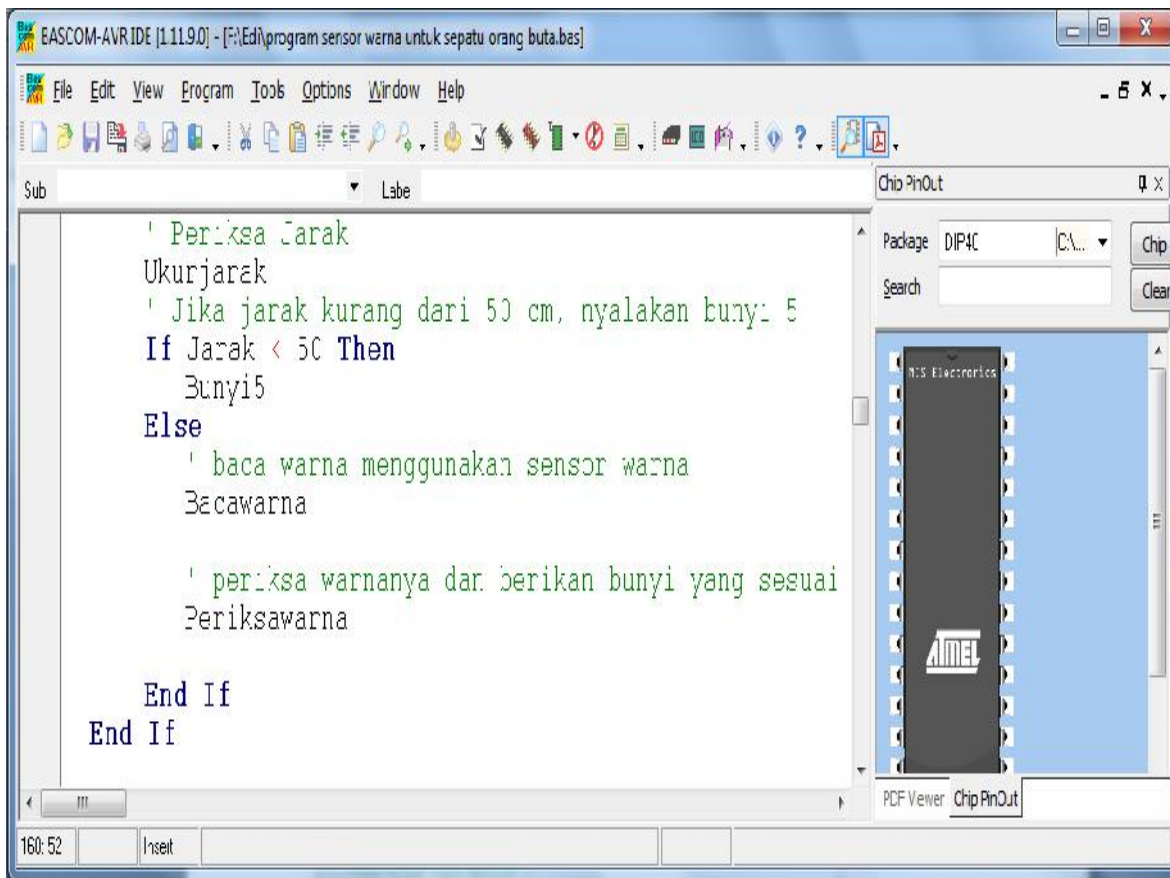 BASCOM-AVR IDE [1.11.9.0] - [F:\Edi\program sensor warna untuk sepatu orang buta.bas]
File Edit View Program Tools Options Window Help
Sub
Labe
Chip PinOut
' Periksa Jarak
Ukurjarak
' Jika jarak kurang dari 50 cm, nyalakan bunyi 5
If Jarak < 50 Then
Bunyi5
Else
' baca warna menggunakan sensor warna
Bacawarna
' periksa warnanya dan berikan bunyi yang sesuai
Periksawarna
End If
End If
Package DIP40 C:\... Chip
Search Clear
MCS Electronics
ATMEL
PDF Viewer Chip PinOut
160: 52 Insert